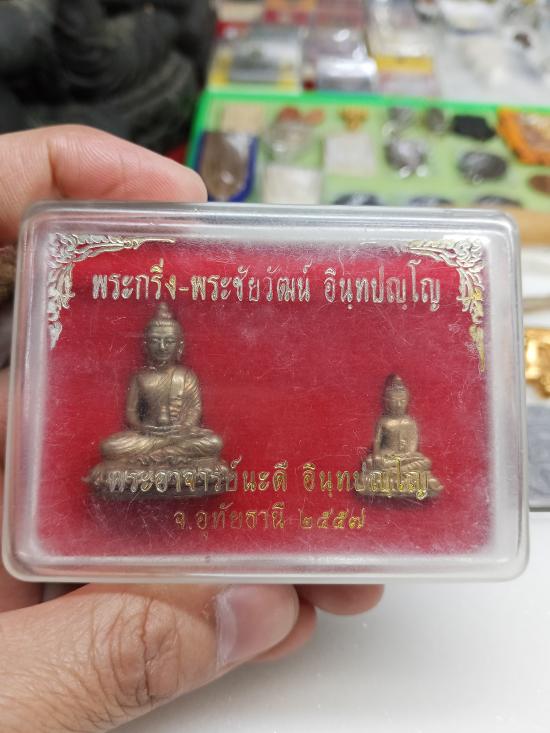 พระกริ่ง-พระชัยวัฒน์ อินฺทปญฺโญ
พระอาจารย์นะดี อินฺทปญฺโญ
จ.อุทัยธานี ๒๕๕๗